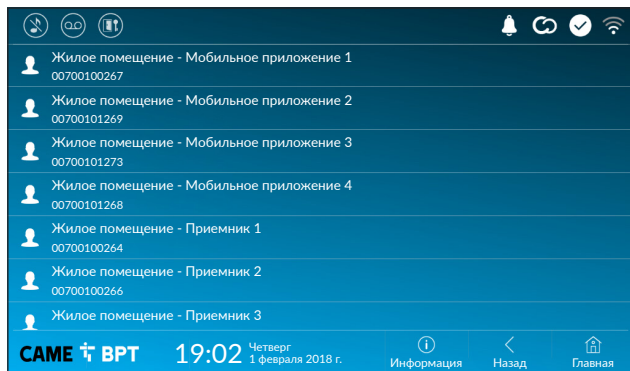 Жилое помещение - Мобильное приложение 1
00700100267
Жилое помещение - Мобильное приложение 2
00700101269
Жилое помещение - Мобильное приложение 3
00700101273
Жилое помещение - Мобильное приложение 4
00700101268
Жилое помещение - Приемник 1
00700100264
Жилое помещение - Приемник 2
00700100266
Жилое помещение - Приемник 3
CAME BPT
19:02
Четверг
1 февраля 2018 г.
Информация
Назад
Главная